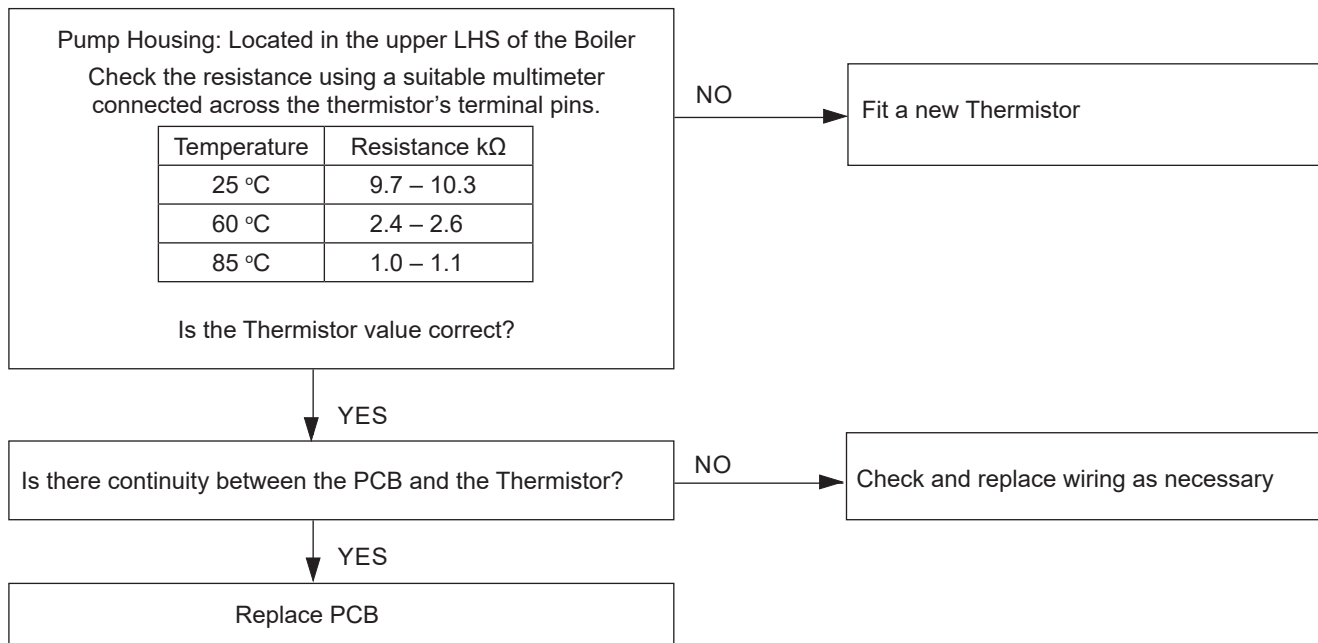 Pump Housing: Located in the upper LHS of the Boiler
Check the resistance using a suitable multimeter
connected across the thermistor's terminal pins.
Temperature Resistance kΩ
25 ºC 9.7 – 10.3
60 ºC 2.4 – 2.6
85 ºC 1.0 – 1.1
Is the Thermistor value correct?
NO
Fit a new Thermistor
YES
Is there continuity between the PCB and the Thermistor?
NO
Check and replace wiring as necessary
YES
Replace PCB